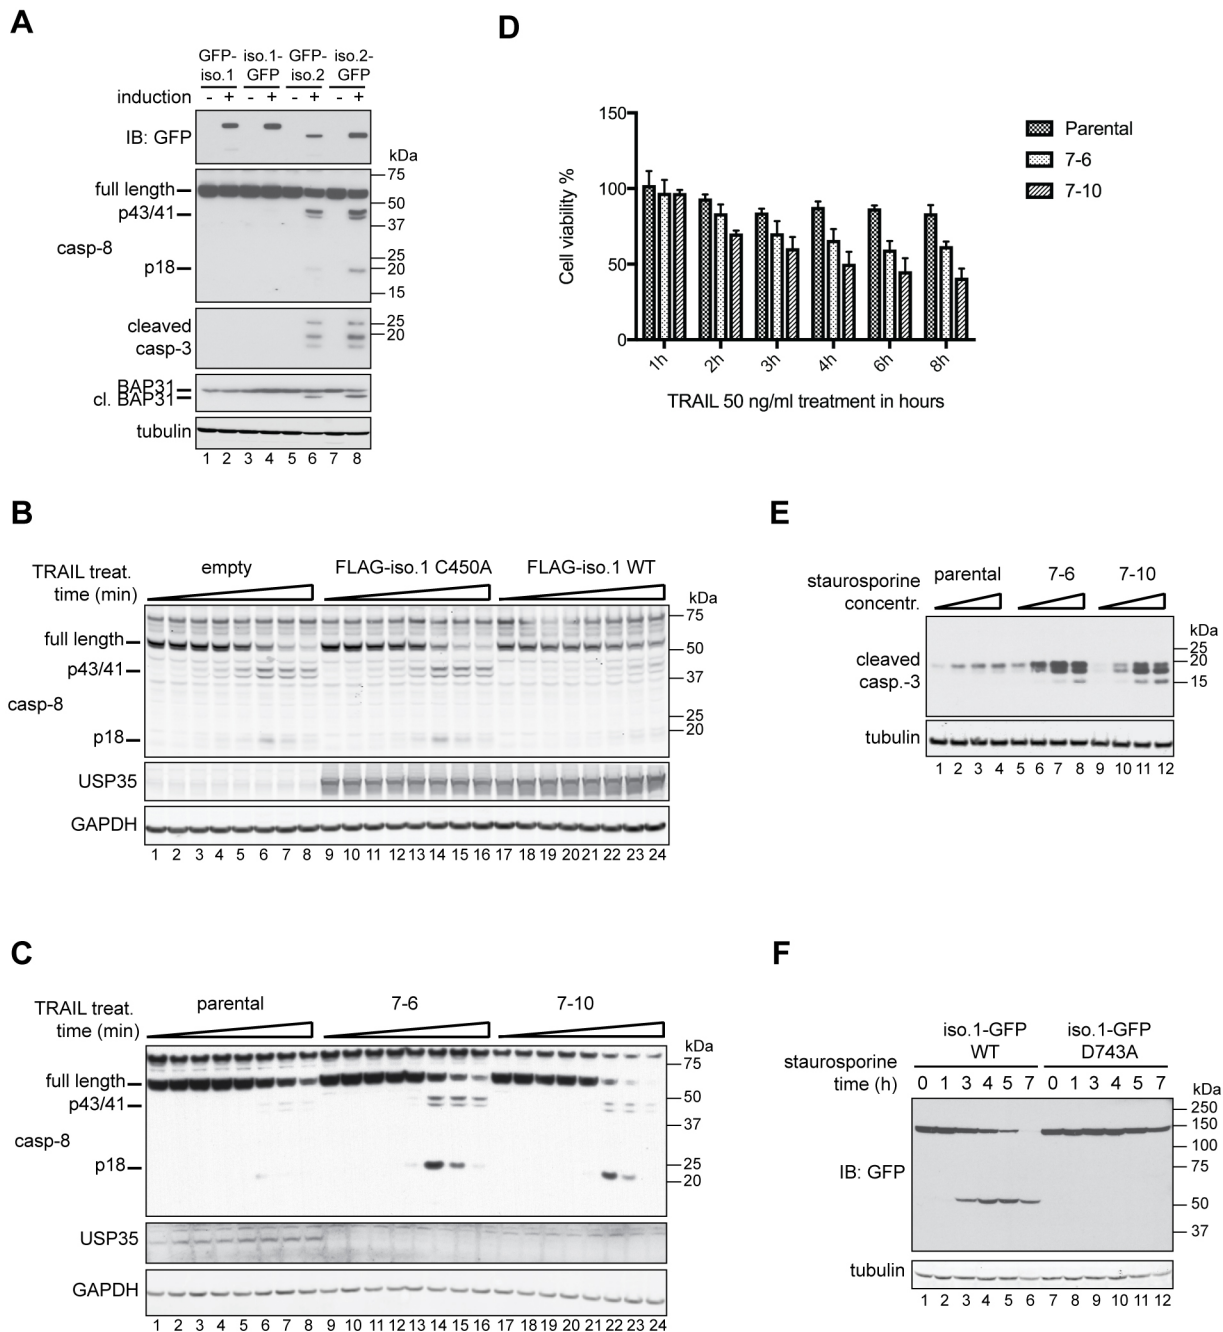 A
GFP- iso.1- GFP- iso.2-
iso.1 GFP iso.2 GFP
induction - + - + - + - +
IB: GFP
kDa
full length
75
50
p43/41
37
casp-8
25
p18
20
15
cleaved
casp-3
25
20
BAP31
cl. BAP31
tubulin
1 2 3 4 5 6 7 8
D
150
100
50
0
Cell viability %
1h 2h 3h 4h 6h 8h
TRAIL 50 ng/ml treatment in hours
Parental
7-6
7-10
B
TRAIL treat.
time (min)
empty FLAG-iso.1 C450A FLAG-iso.1 WT
kDa
75
full length
50
p43/41
37
casp-8
25
20
p18
USP35
GAPDH
1 2 3 4 5 6 7 8 9 10 11 12 13 14 15 16 17 18 19 20 21 22 23 24
E
staurosporine
concentr.
parental 7-6 7-10
kDa
25
20
15
cleaved
casp.-3
tubulin
1 2 3 4 5 6 7 8 9 10 11 12
C
TRAIL treat.
time (min)
parental 7-6 7-10
kDa
75
full length
50
p43/41
37
casp-8
25
p18
20
USP35
GAPDH
1 2 3 4 5 6 7 8 9 10 11 12 13 14 15 16 17 18 19 20 21 22 23 24
F
iso.1-GFP iso.1-GFP
WT D743A
staurosporine
time (h) 0 1 3 4 5 7 0 1 3 4 5 7
kDa
250
150
100
75
IB: GFP
50
37
tubulin
1 2 3 4 5 6 7 8 9 10 11 12